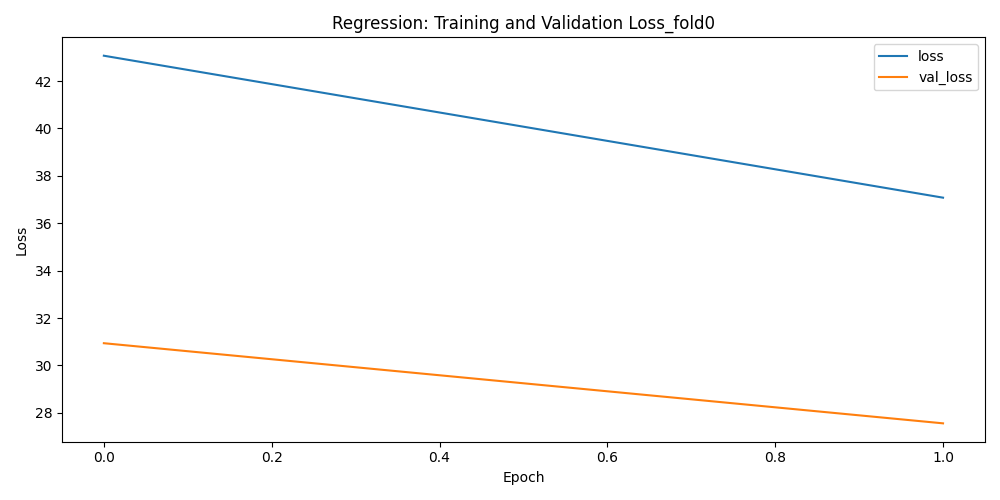 Regression: Training and Validation Loss_fold0
loss
val_loss
Loss
42
40
38
36
34
32
30
28
0.0 0.2 0.4 0.6 0.8 1.0
Epoch